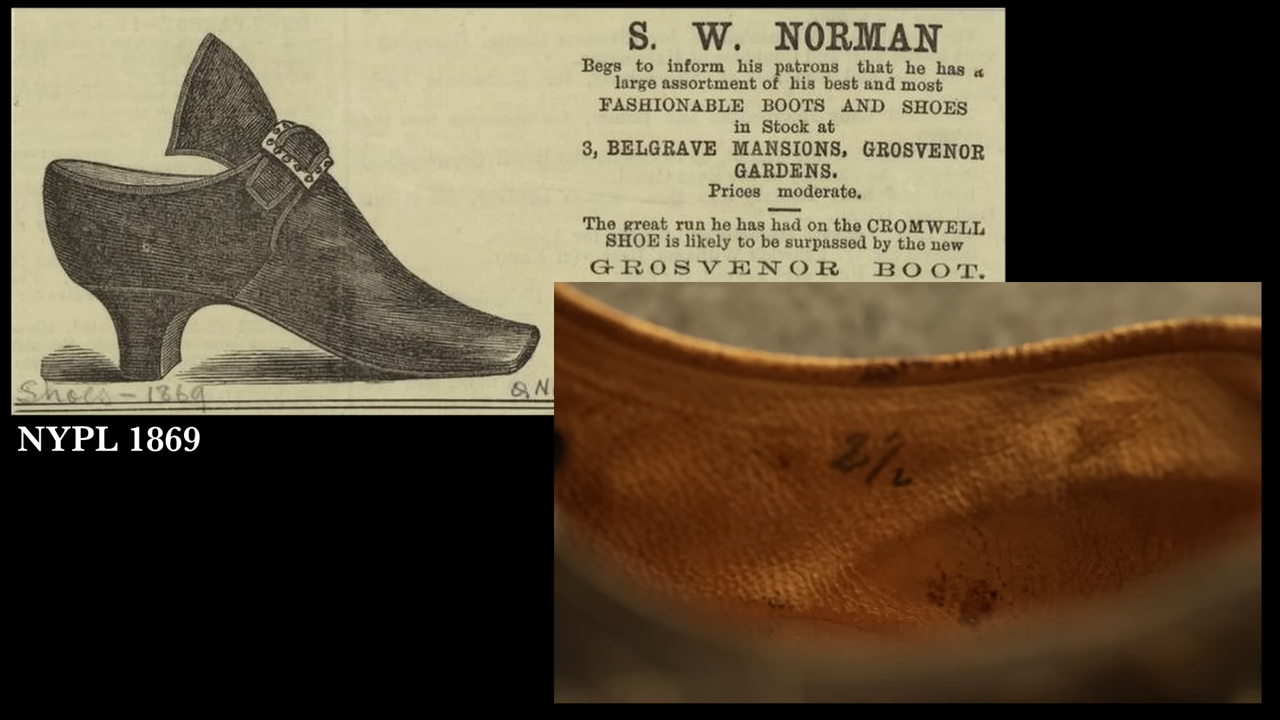 S. W. NORMAN
Begs to inform his patrons that he has a
large assortment of his best and most
FASHIONABLE BOOTS AND SHOES
in Stock at
3, BELGRAVE MANSIONS, GROSVENOR
GARDENS.
Prices moderate.
The great run he has had on the CROMWELL
SHOE is likely to be surpassed by the new
GROSVENOR BOOT.
Shoes - 1869
QN
NYPL 1869
2½